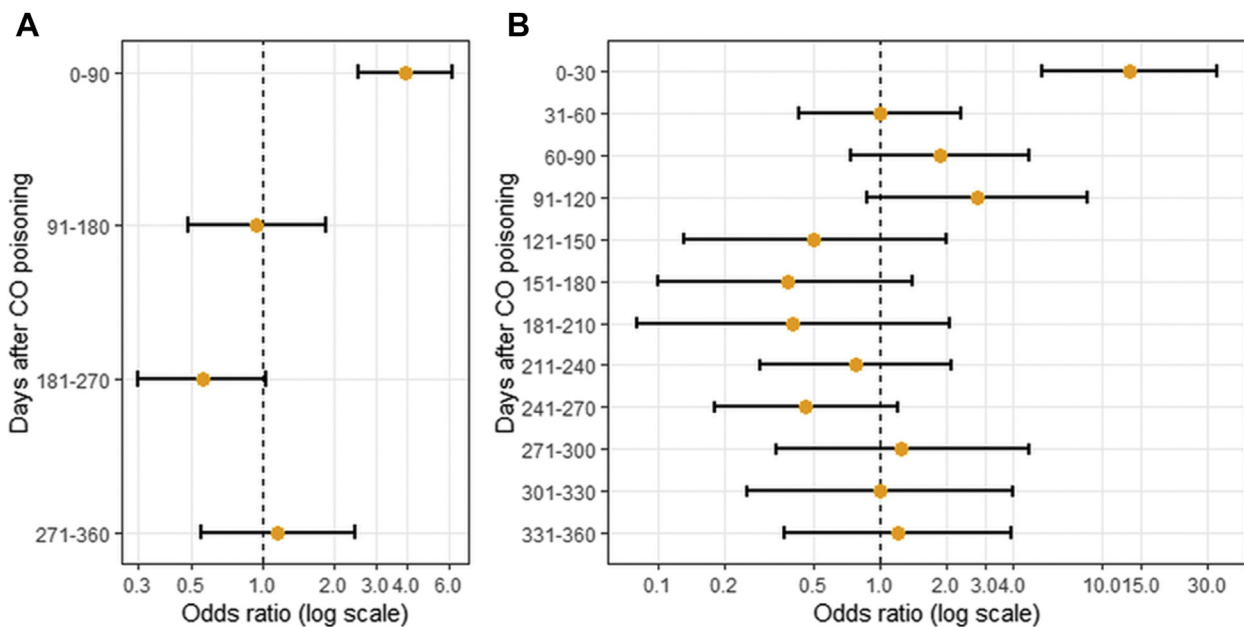 A
Days after CO poisoning
0-90
91-180
181-270
271-360
0.3 0.5 1.0 2.0 3.0 4.0 6.0
Odds ratio (log scale)
B
Days after CO poisoning
0-30
31-60
60-90
91-120
121-150
151-180
181-210
211-240
241-270
271-300
301-330
331-360
0.1 0.2 0.5 1.0 2.0 3.0 4.0 10.0 15.0 30.0
Odds ratio (log scale)